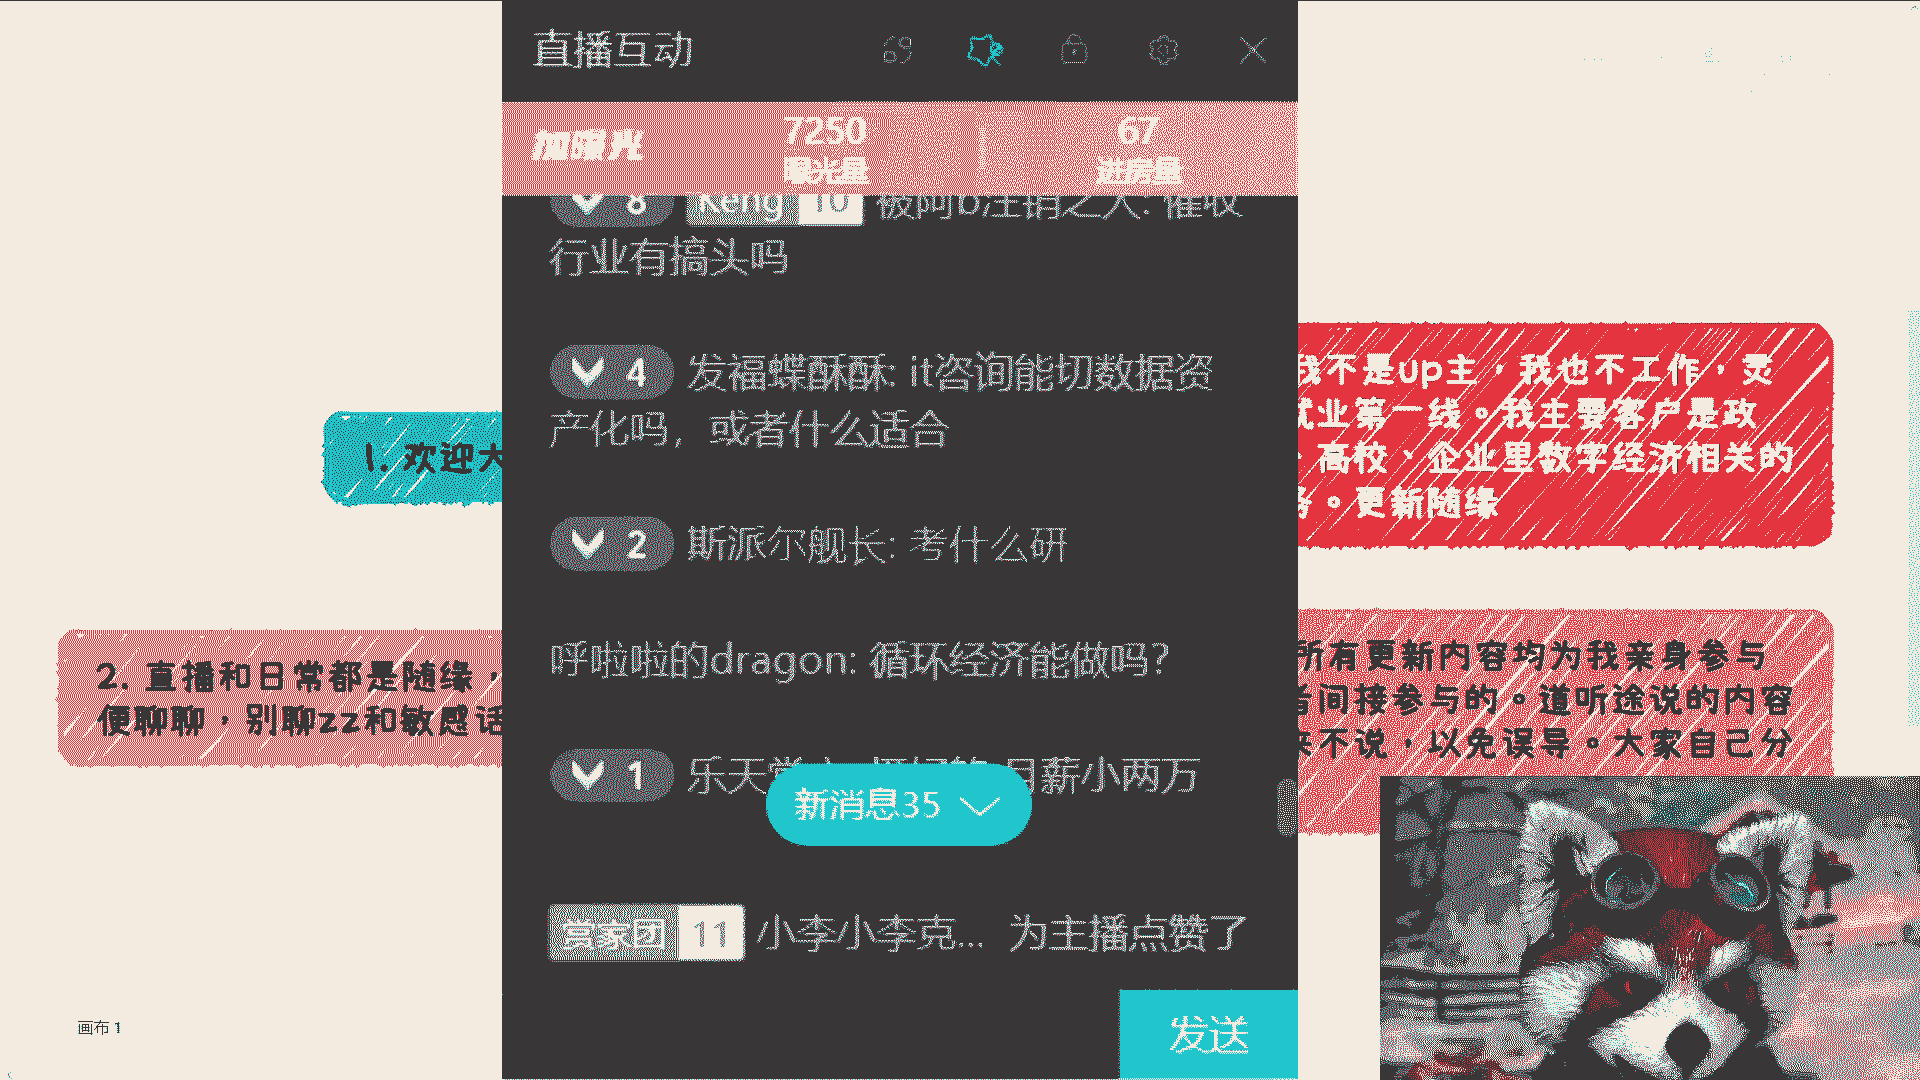 直播互动
加曝光
7250
曝光量
67
进房量
8 Keng 10 被阿b注销之人: 催收
行业有搞头吗
4 发福蝶酥酥: it咨询能切数据资
产化吗，或者什么适合
2 斯派尔舰长: 考什么研
呼啦啦的dragon: 循环经济能做吗？
1 乐天 月薪小两万
新消息35
11 小李小李克... 为主播点赞了
发送
1. 欢迎大
2. 直播和日常都是随缘，
便聊聊，别聊zz和敏感话
我不是up主，我也不工作，灵
就业第一线。我主要客户是政
、高校、企业里数字经济相关的
务。更新随缘
所有更新内容均为我亲身参与
者间接参与的。道听途说的内容
来不说，以免误导。大家自己分
画布 1